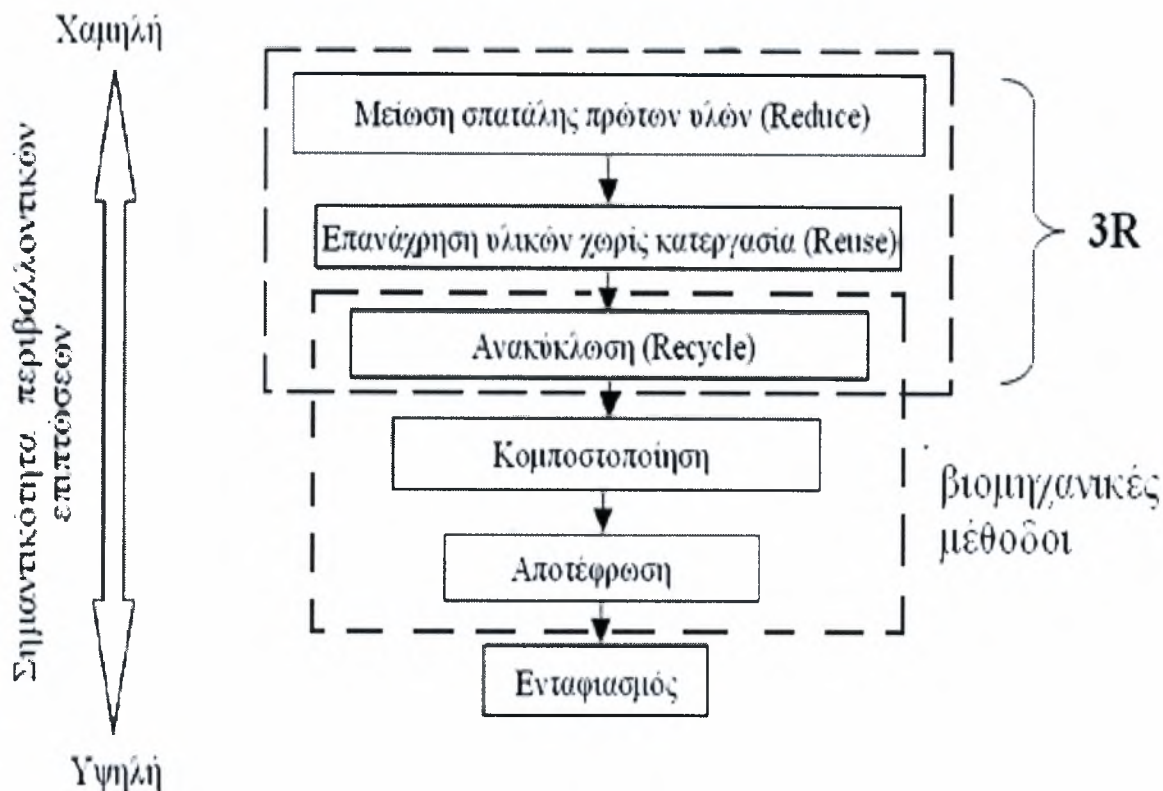 Χαμηλή
Μείωση σπατάλης πρώτων υλών (Reduce)
Επανάχρηση υλικών χωρίς κατεργασία (Reuse)
3R
Ανακύκλωση (Recycle)
Κομποστοποίηση
βιομηχανικές
μέθοδοι
Αποτέφρωση
Ενταφιασμός
Σημαντικότητα περιβαλλοντικών
επιπτώσεων
Υψηλή